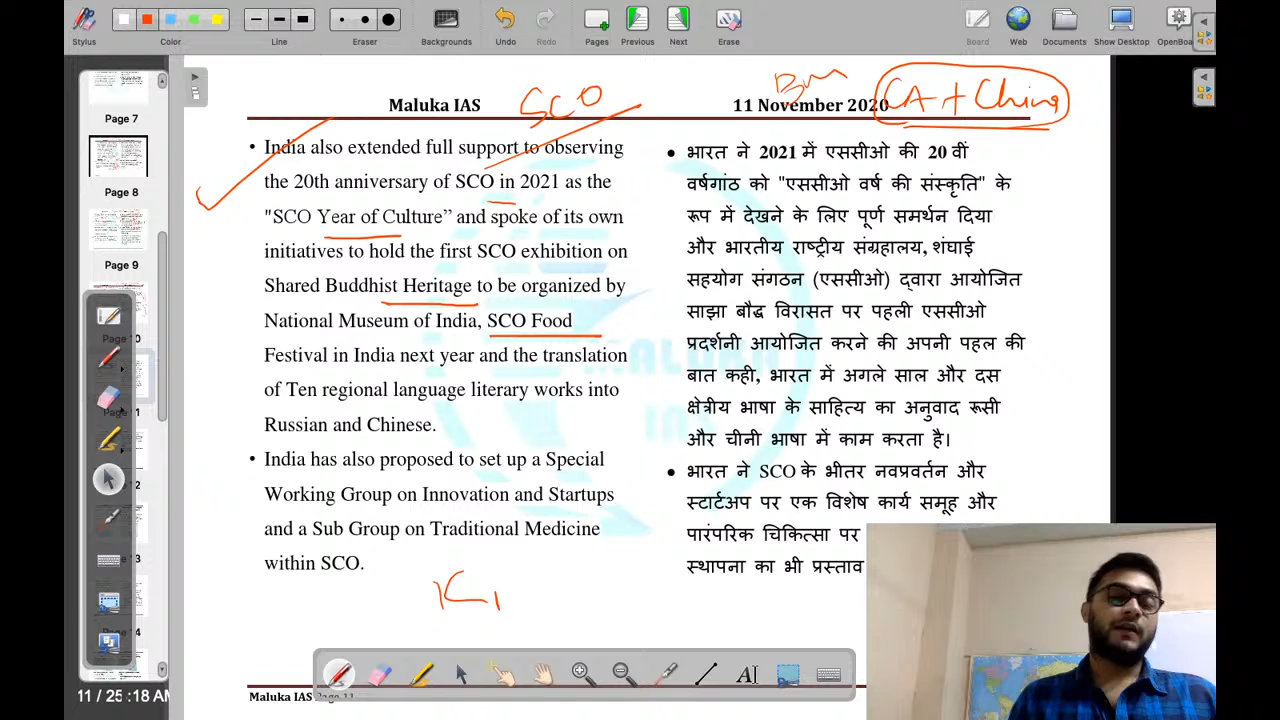 Stylus
Color
Line
Eraser
Backgrounds
Undo
Redo
Pages
Previous
Next
Erase
Board
Web
Documents
Show Desktop
OpenBoa
Page 7
Page 8
Page 9
Maluka IAS
SCO
11 November 2020
CA + China
• India also extended full support to observing
the 20th anniversary of SCO in 2021 as the
"SCO Year of Culture” and spoke of its own
initiatives to hold the first SCO exhibition on
Shared Buddhist Heritage to be organized by
National Museum of India, SCO Food
Festival in India next year and the translation
of Ten regional language literary works into
Russian and Chinese.
• India has also proposed to set up a Special
Working Group on Innovation and Startups
and a Sub Group on Traditional Medicine
within SCO.
• भारत ने 2021 में एससीओ की 20 वीं
वर्षगांठ को "एससीओ वर्ष की संस्कृति" के
रूप में देखने के लिए पूर्ण समर्थन दिया
और भारतीय राष्ट्रीय संग्रहालय, शंघाई
सहयोग संगठन (एससीओ) द्वारा आयोजित
साझा बौद्ध विरासत पर पहली एससीओ
प्रदर्शनी आयोजित करने की अपनी पहल की
बात कही, भारत में अगले साल और दस
क्षेत्रीय भाषा के साहित्य का अनुवाद रूसी
और चीनी भाषा में काम करता है।
• भारत ने SCO के भीतर नवप्रवर्तन और
स्टार्टअप पर एक विशेष कार्य समूह और
पारंपरिक चिकित्सा पर
स्थापना का भी प्रस्ताव
Maluka IAS Page 11
11 / 25
:18 AM